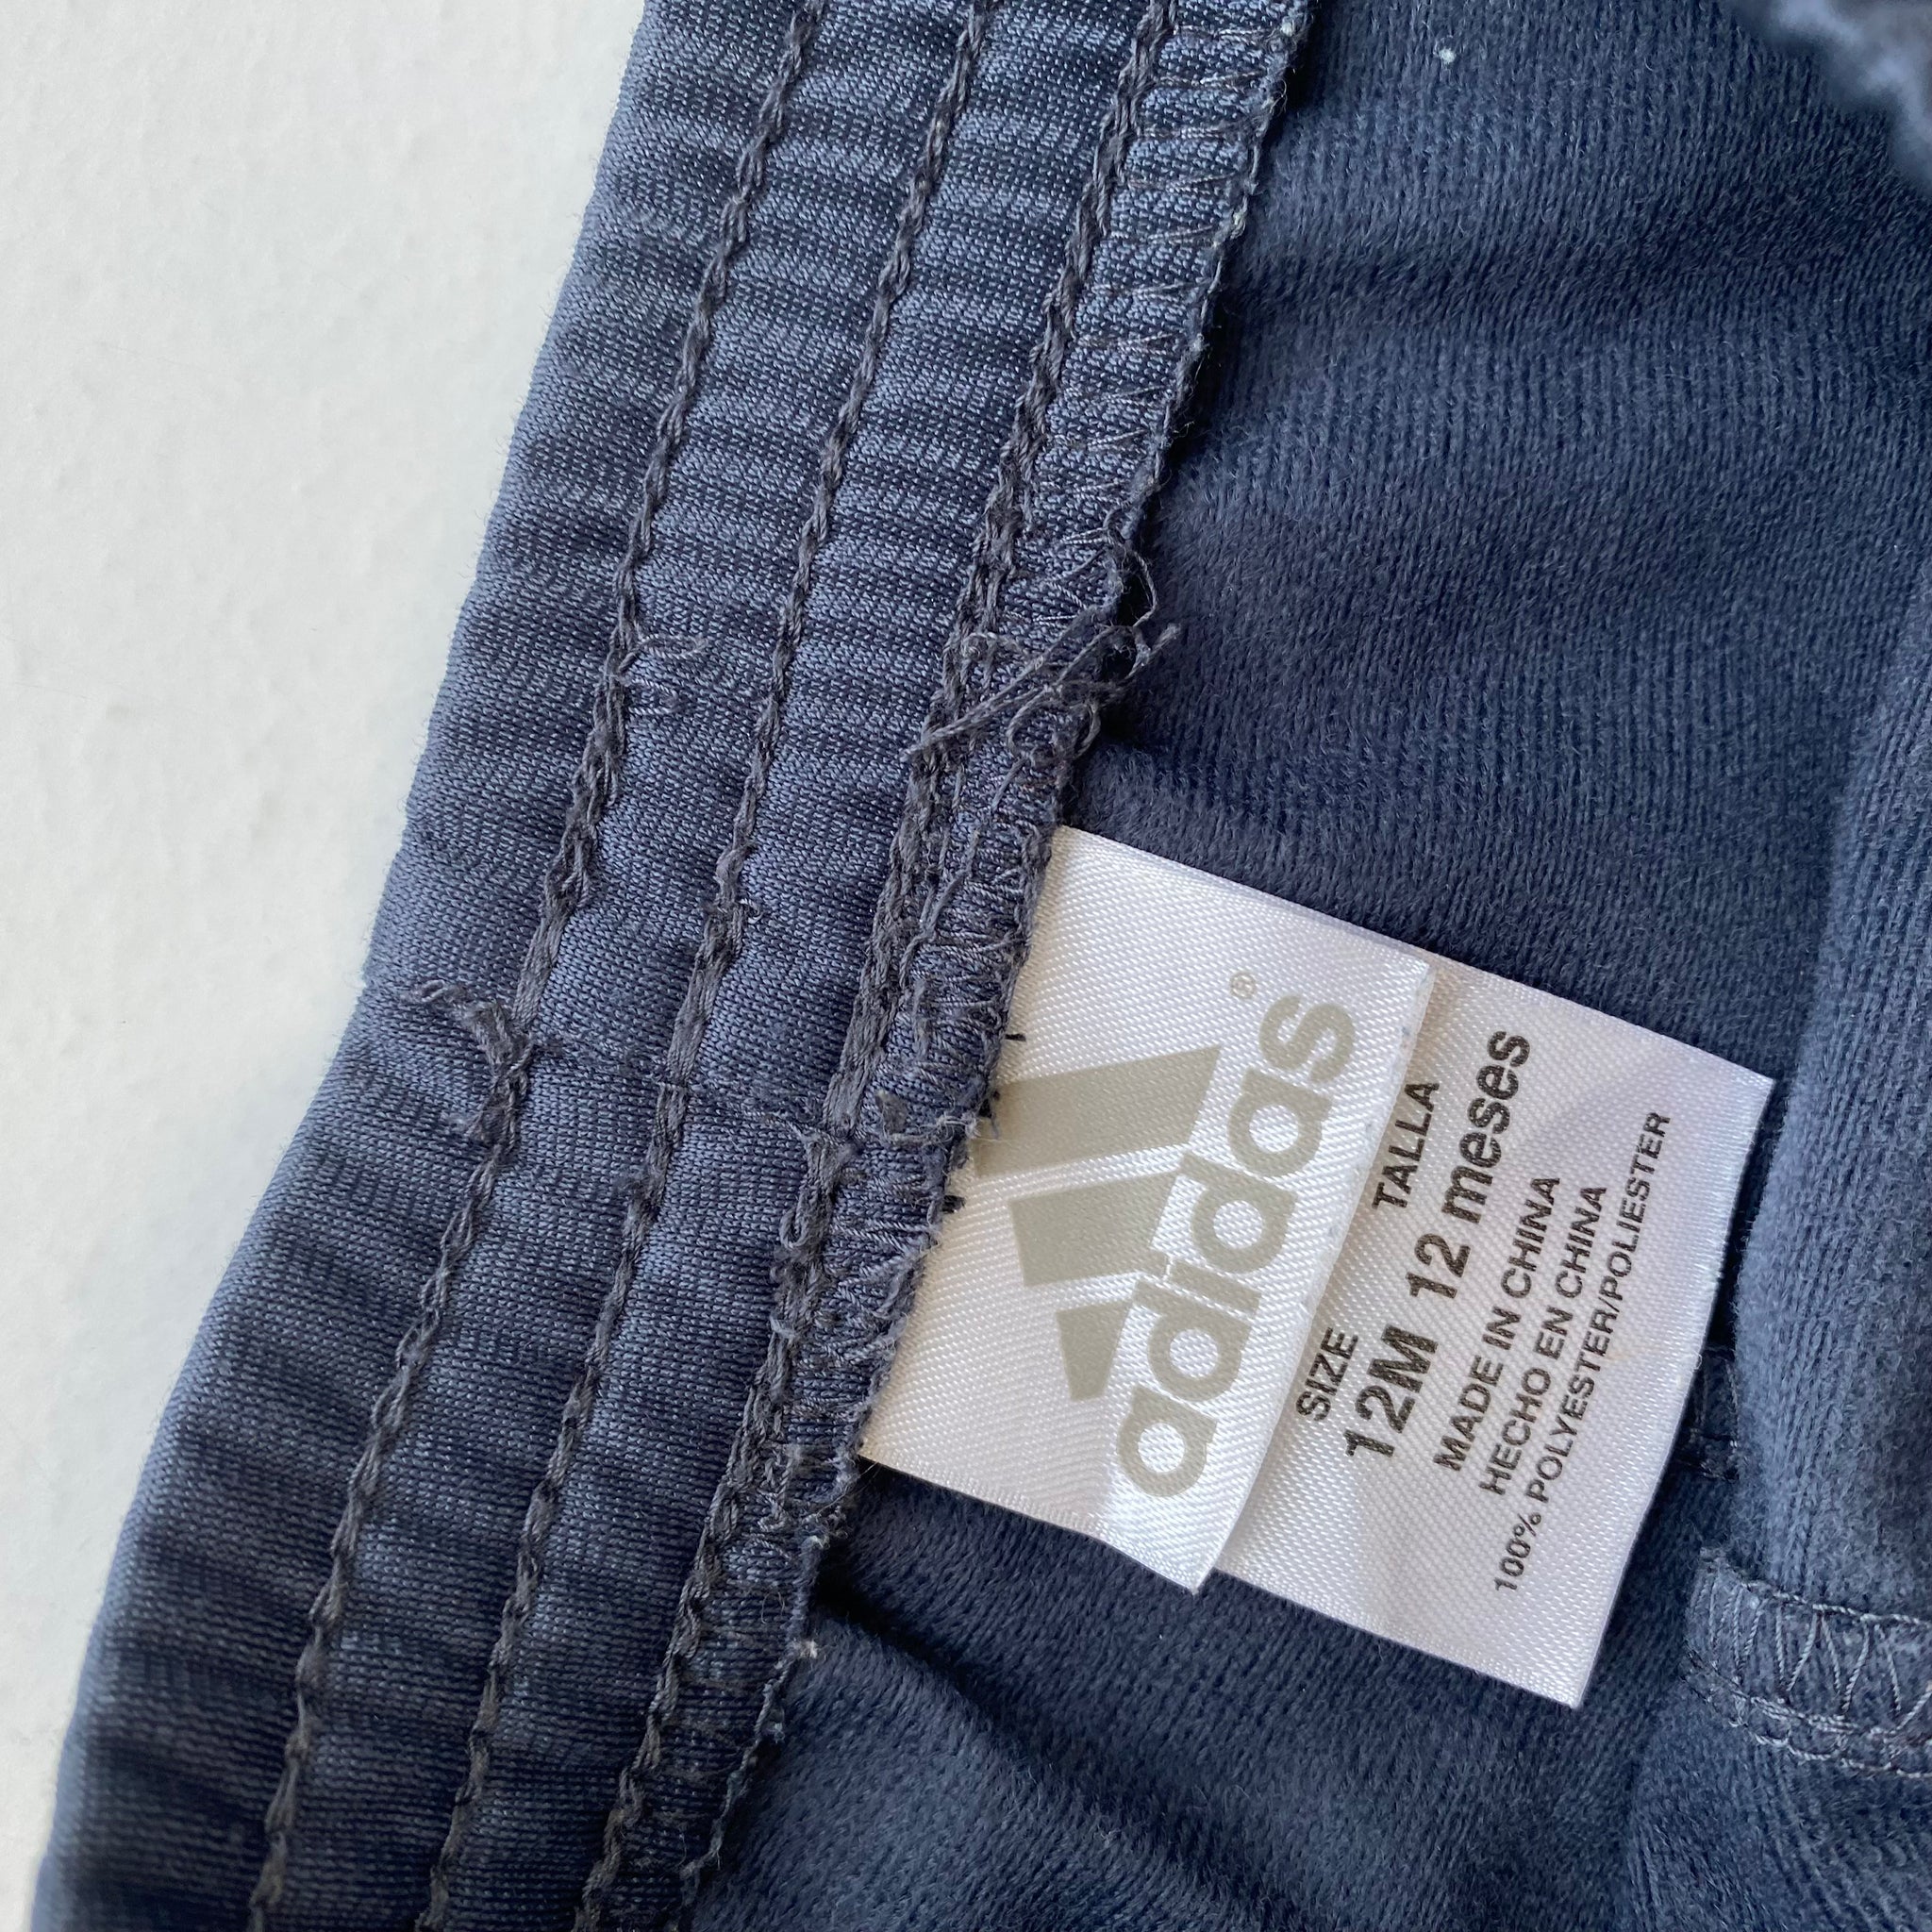 adidas®
SIZE TALLA
12M 12 meses
MADE IN CHINA
HECHO EN CHINA
100% POLYESTER/POLIESTER